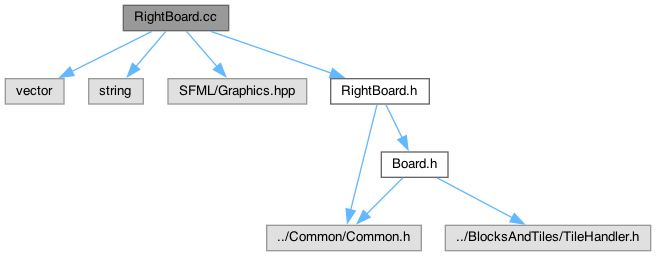 RightBoard.cc
vector
string
SFML/Graphics.hpp
RightBoard.h
Board.h
../Common/Common.h
../BlocksAndTiles/TileHandler.h